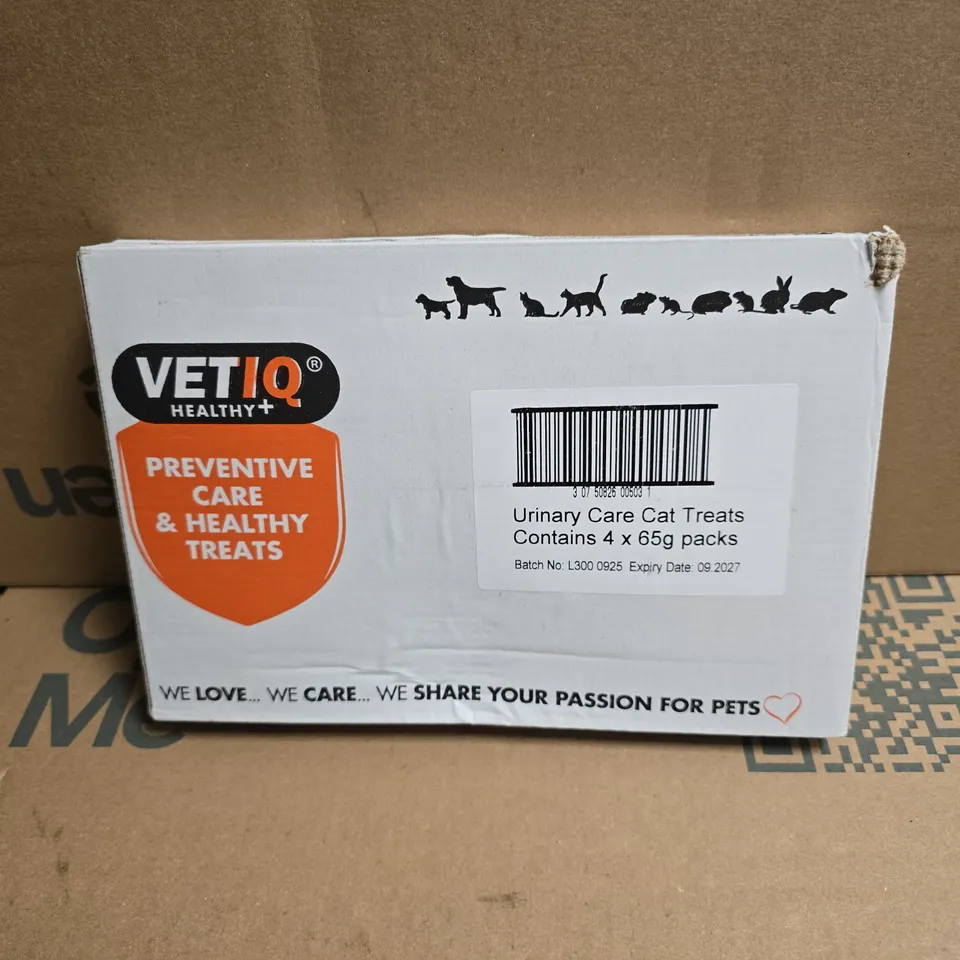 VETIQ®
HEALTHY+
PREVENTIVE
CARE
& HEALTHY
TREATS
3 07 50826 00503 1
Urinary Care Cat Treats
Contains 4 x 65g packs
Batch No: L300 0925 Expiry Date: 09.2027
WE LOVE... WE CARE... WE SHARE YOUR PASSION FOR PETS